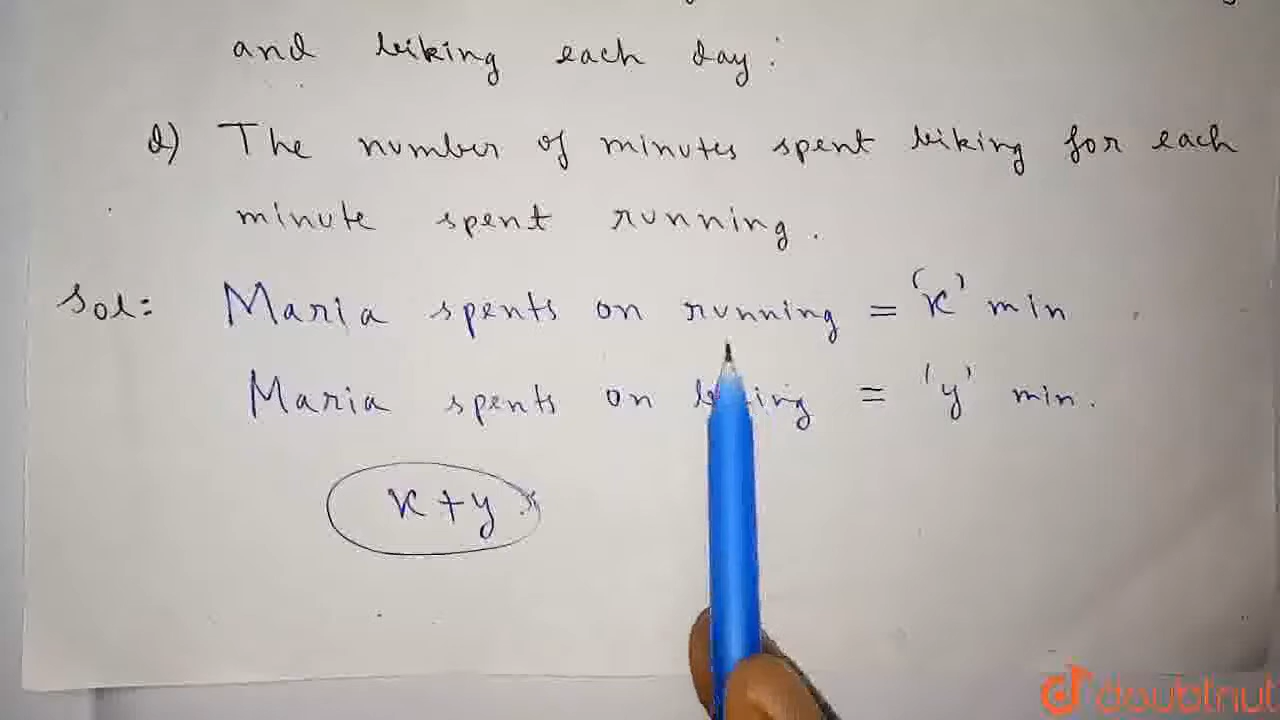 and biking each day:
d) The number of minutes spent biking for each
minute spent running.
Sol: Maria spents on running = 'x' min
Maria spents on biking = 'y' min.
x+y
doubtnut